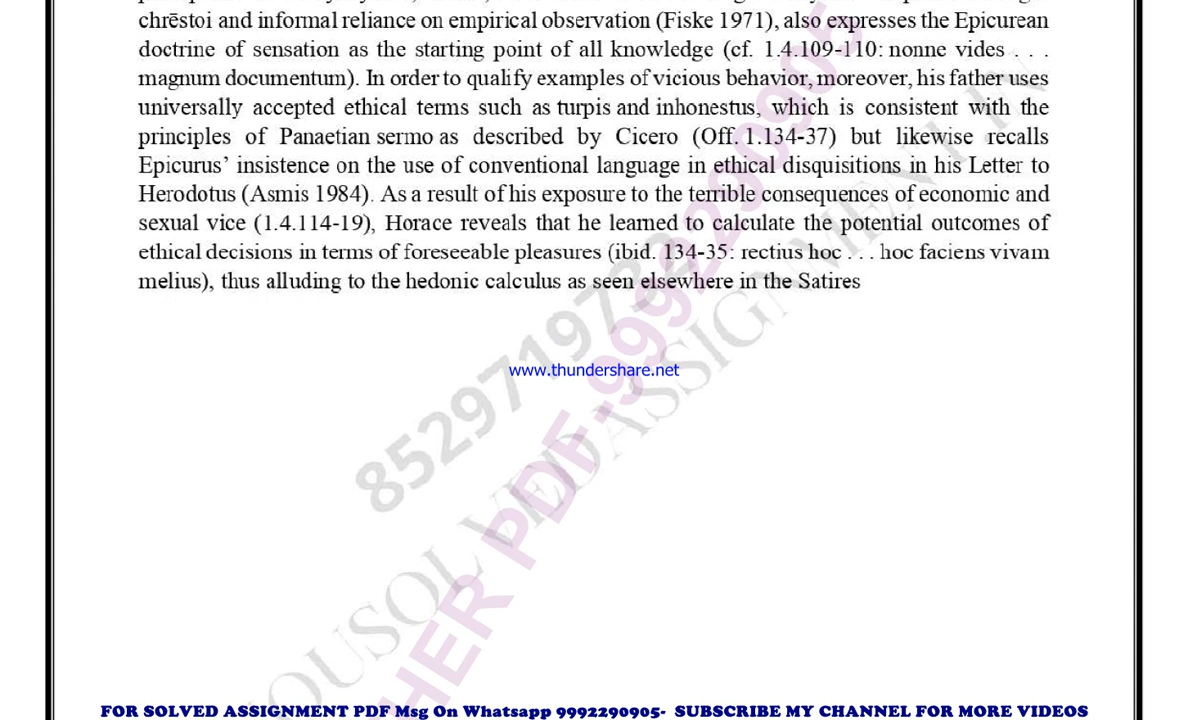 chrēstoi and informal reliance on empirical observation (Fiske 1971), also expresses the Epicurean
doctrine of sensation as the starting point of all knowledge (cf. 1.4.109-110: nonne vides . . .
magnum documentum). In order to qualify examples of vicious behavior, moreover, his father uses
universally accepted ethical terms such as turpis and inhonestus, which is consistent with the
principles of Panaetian sermo as described by Cicero (Off. 1.134-37) but likewise recalls
Epicurus’ insistence on the use of conventional language in ethical disquisitions in his Letter to
Herodotus (Asmis 1984). As a result of his exposure to the terrible consequences of economic and
sexual vice (1.4.114-19), Horace reveals that he learned to calculate the potential outcomes of
ethical decisions in terms of foreseeable pleasures (ibid. 134-35: rectius hoc . . . hoc faciens vivam
melius), thus alluding to the hedonic calculus as seen elsewhere in the Satires
www.thundershare.net
8529719732
HER PDF-9992290905
FOR SOLVED ASSIGNMENT PDF Msg On Whatsapp 9992290905- SUBSCRIBE MY CHANNEL FOR MORE VIDEOS